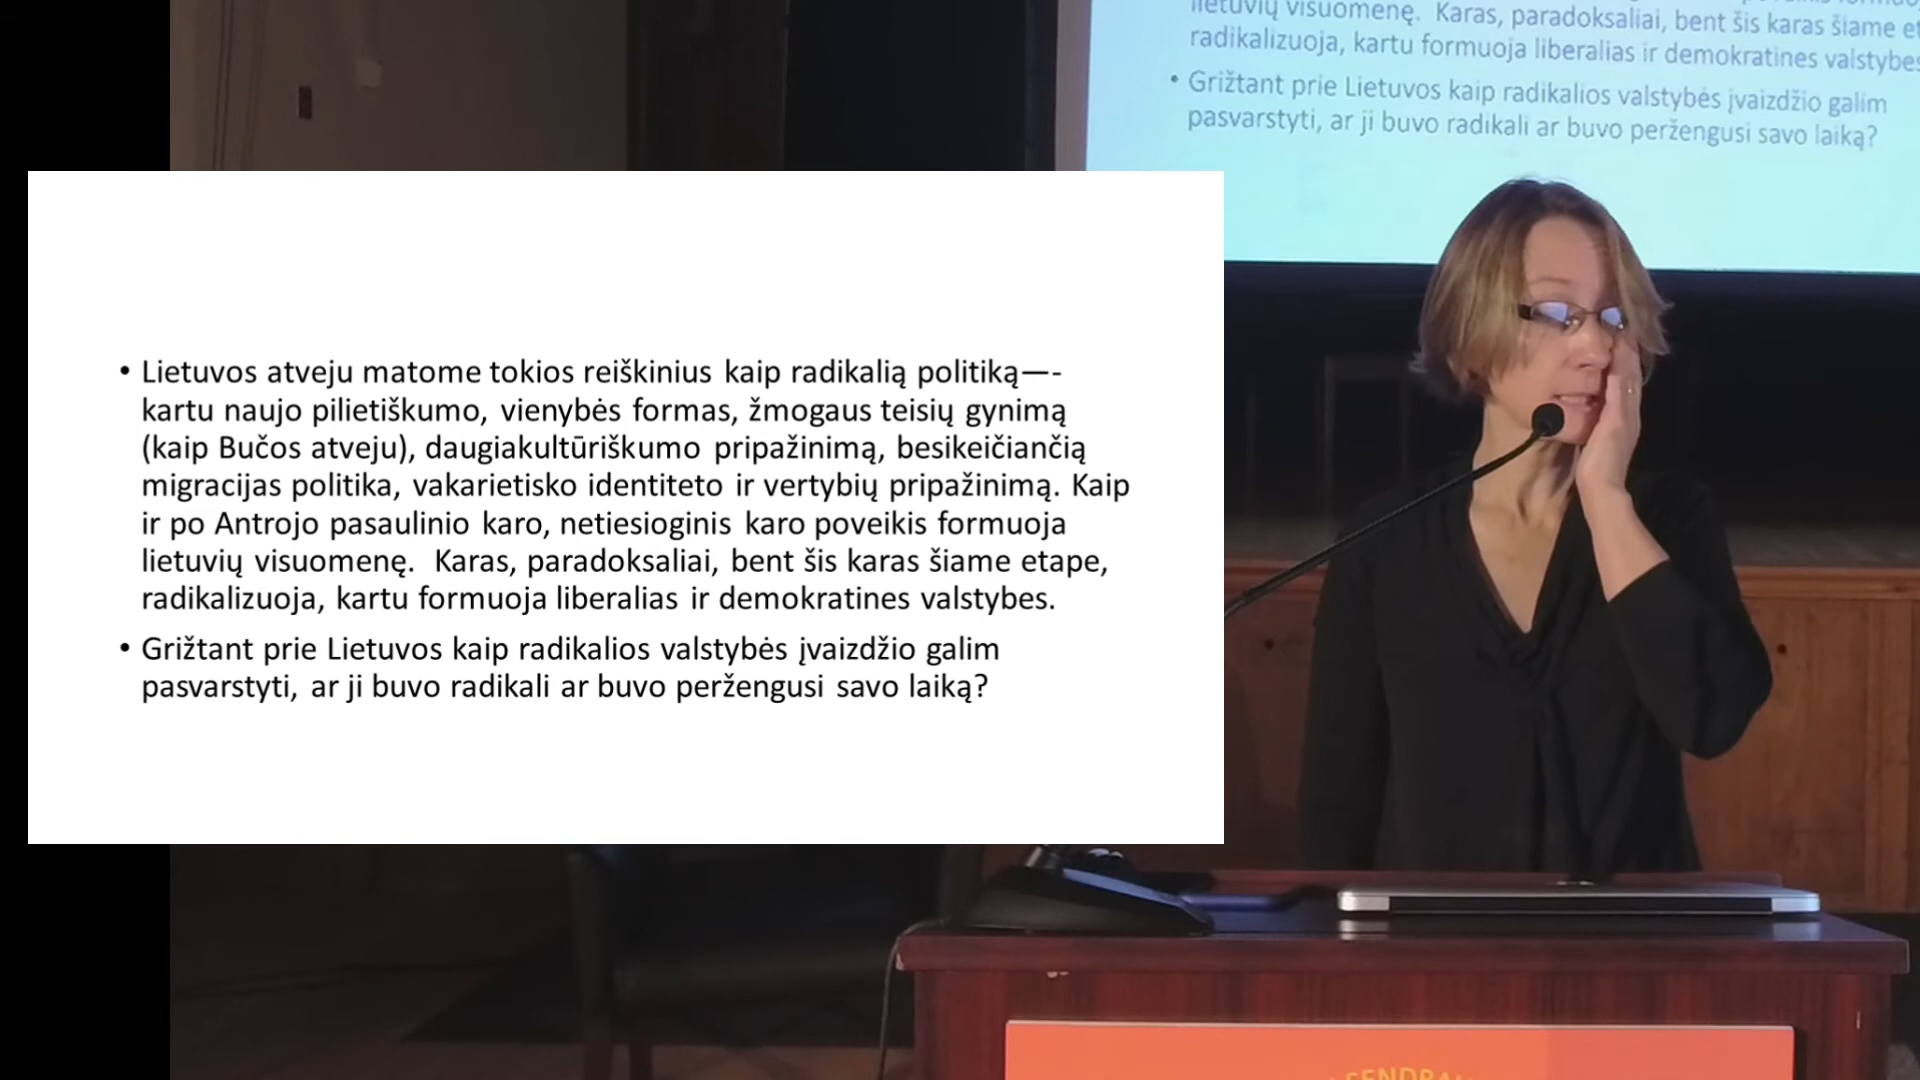 lietuvių visuomenę. Karas, paradoksaliai, bent šis karas šiame
radikalizuoja, kartu formuoja liberalias ir demokratines valstybes
• Grižtant prie Lietuvos kaip radikalios valstybės įvaizdžio galim
pasvarstyti, ar ji buvo radikali ar buvo peržengusi savo laiką?
• Lietuvos atveju matome tokios reiškinius kaip radikalią politiką—-
kartu naujo pilietiškumo, vienybės formas, žmogaus teisių gynimą
(kaip Bučos atveju), daugiakultūriškumo pripažinimą, besikeičiančią
migracijas politika, vakarietisko identiteto ir vertybių pripažinimą. Kaip
ir po Antrojo pasaulinio karo, netiesioginis karo poveikis formuoja
lietuvių visuomenę. Karas, paradoksaliai, bent šis karas šiame etape,
radikalizuoja, kartu formuoja liberalias ir demokratines valstybes.
• Grižtant prie Lietuvos kaip radikalios valstybės įvaizdžio galim
pasvarstyti, ar ji buvo radikali ar buvo peržengusi savo laiką?